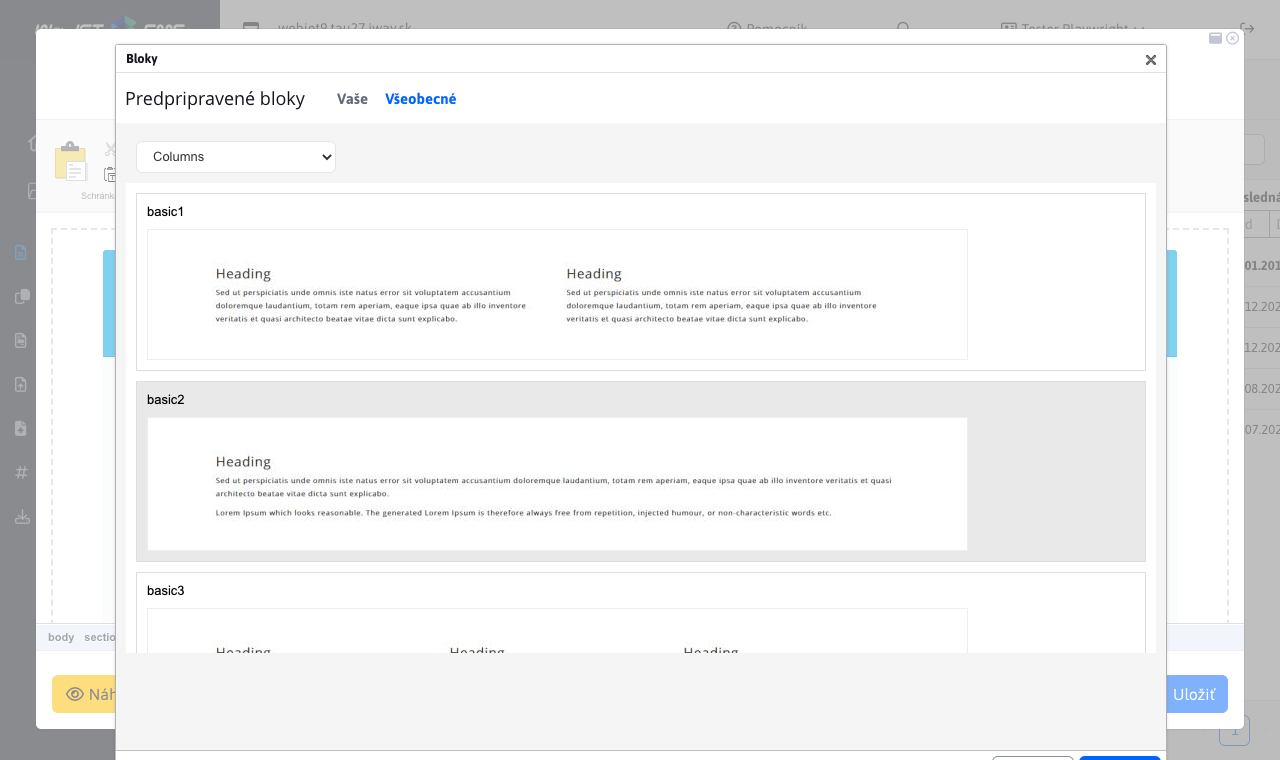 webjet9.tau27.iway.sk
Pomocník
Tester Playwright
Bloky
Predpripravené bloky
Vaše
Všeobecné
Columns
Schránk
basic1
Heading
Sed ut perspiciatis unde omnis iste natus error sit voluptatem accusantium
doloremque laudantium, totam rem aperiam, eaque ipsa quae ab illo inventore
veritatis et quasi architecto beatae vitae dicta sunt explicabo.
Heading
Sed ut perspiciatis unde omnis iste natus error sit voluptatem accusantium
doloremque laudantium, totam rem aperiam, eaque ipsa quae ab illo inventore
veritatis et quasi architecto beatae vitae dicta sunt explicabo.
basic2
Heading
Sed ut perspiciatis unde omnis iste natus error sit voluptatem accusantium doloremque laudantium, totam rem aperiam, eaque ipsa quae ab illo inventore veritatis et quasi
architecto beatae vitae dicta sunt explicabo.
Lorem Ipsum which looks reasonable. The generated Lorem Ipsum is therefore always free from repetition, injected humour, or non-characteristic words etc.
basic3
Heading
Heading
Heading
sledná
01.201
12.202
12.202
08.202
07.202
body
sectio
Náh
Uložiť
1